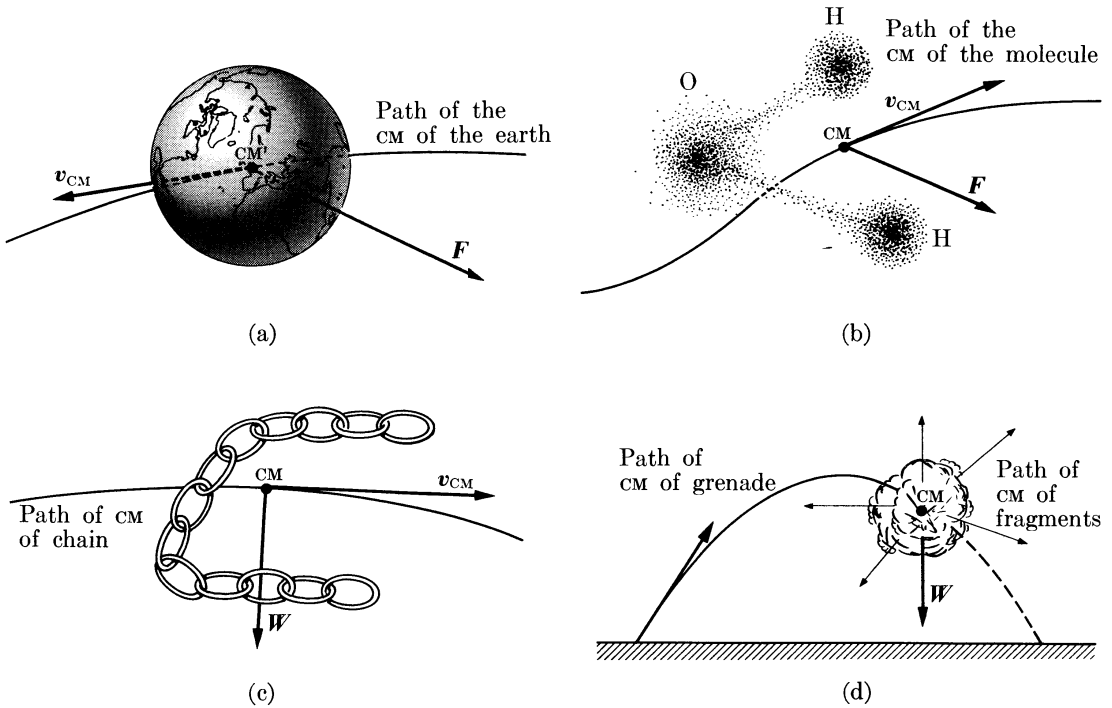 Path of the
CM of the earth
CM
v_CM
F
(a)
H
O
H
Path of the
CM of the molecule
v_CM
CM
F
(b)
CM
v_CM
Path of CM
of chain
W
(c)
Path of
CM of grenade
CM
Path of
CM of
fragments
W
(d)